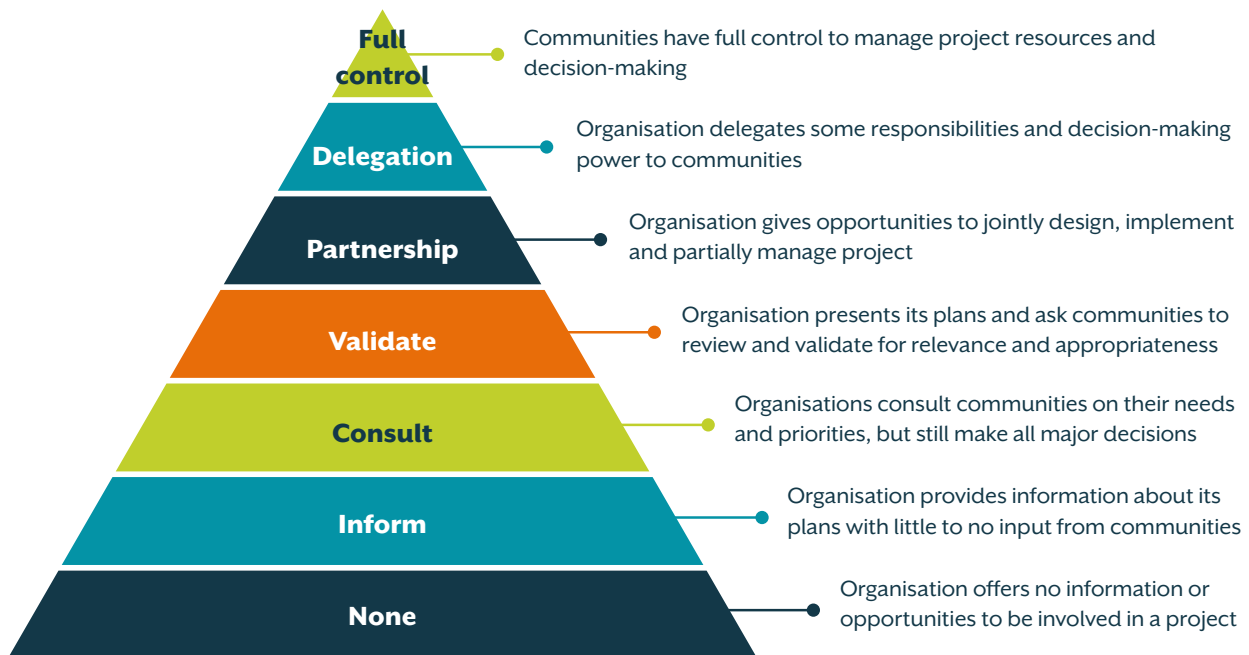 Full
control
Communities have full control to manage project resources and
decision-making
Delegation
Organisation delegates some responsibilities and decision-making
power to communities
Partnership
Organisation gives opportunities to jointly design, implement
and partially manage project
Validate
Organisation presents its plans and ask communities to
review and validate for relevance and appropriateness
Consult
Organisations consult communities on their needs
and priorities, but still make all major decisions
Inform
Organisation provides information about its
plans with little to no input from communities
None
Organisation offers no information or
opportunities to be involved in a project